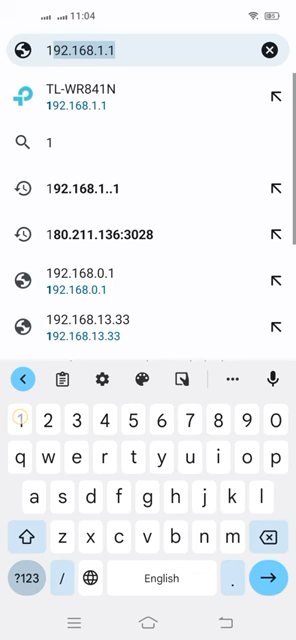 11:04
85
192.168.1.1
TL-WR841N
192.168.1.1
1
192.168.1..1
180.211.136:3028
192.168.0.1
192.168.0.1
192.168.13.33
192.168.13.33
1 2 3 4 5 6 7 8 9 0
q w e r t y u i o p
a s d f g h j k l
z x c v b n m
?123 / English .